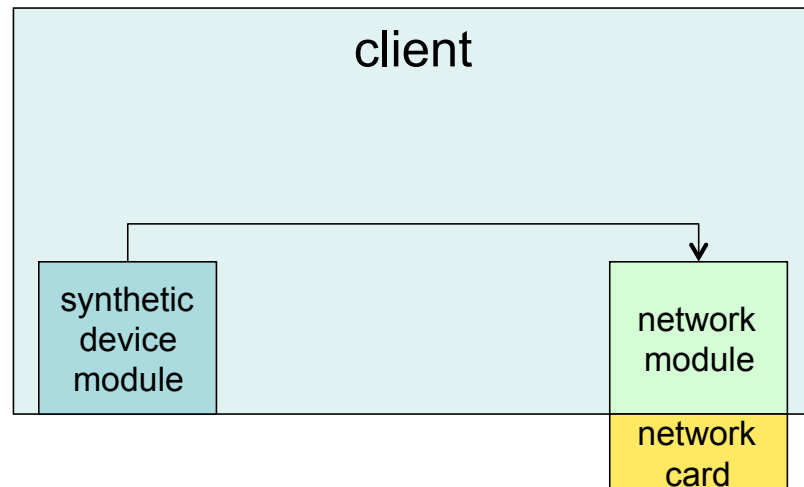 client
synthetic
device
module
network
module
network
card